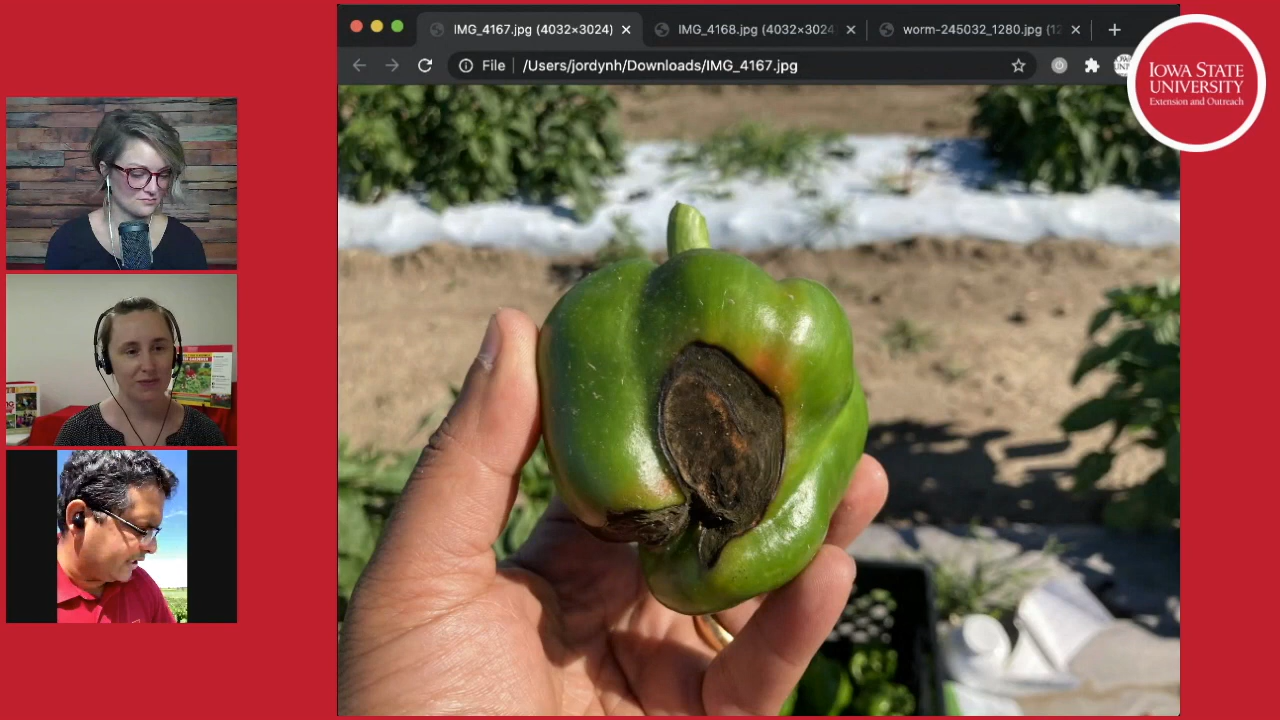 IMG_4167.jpg (4032×3024)
IMG_4168.jpg (4032×3024
worm-245032_1280.jpg (12
File
/Users/jordynh/Downloads/IMG_4167.jpg
IOWA STATE
UNIVERSITY
Extension and Outreach